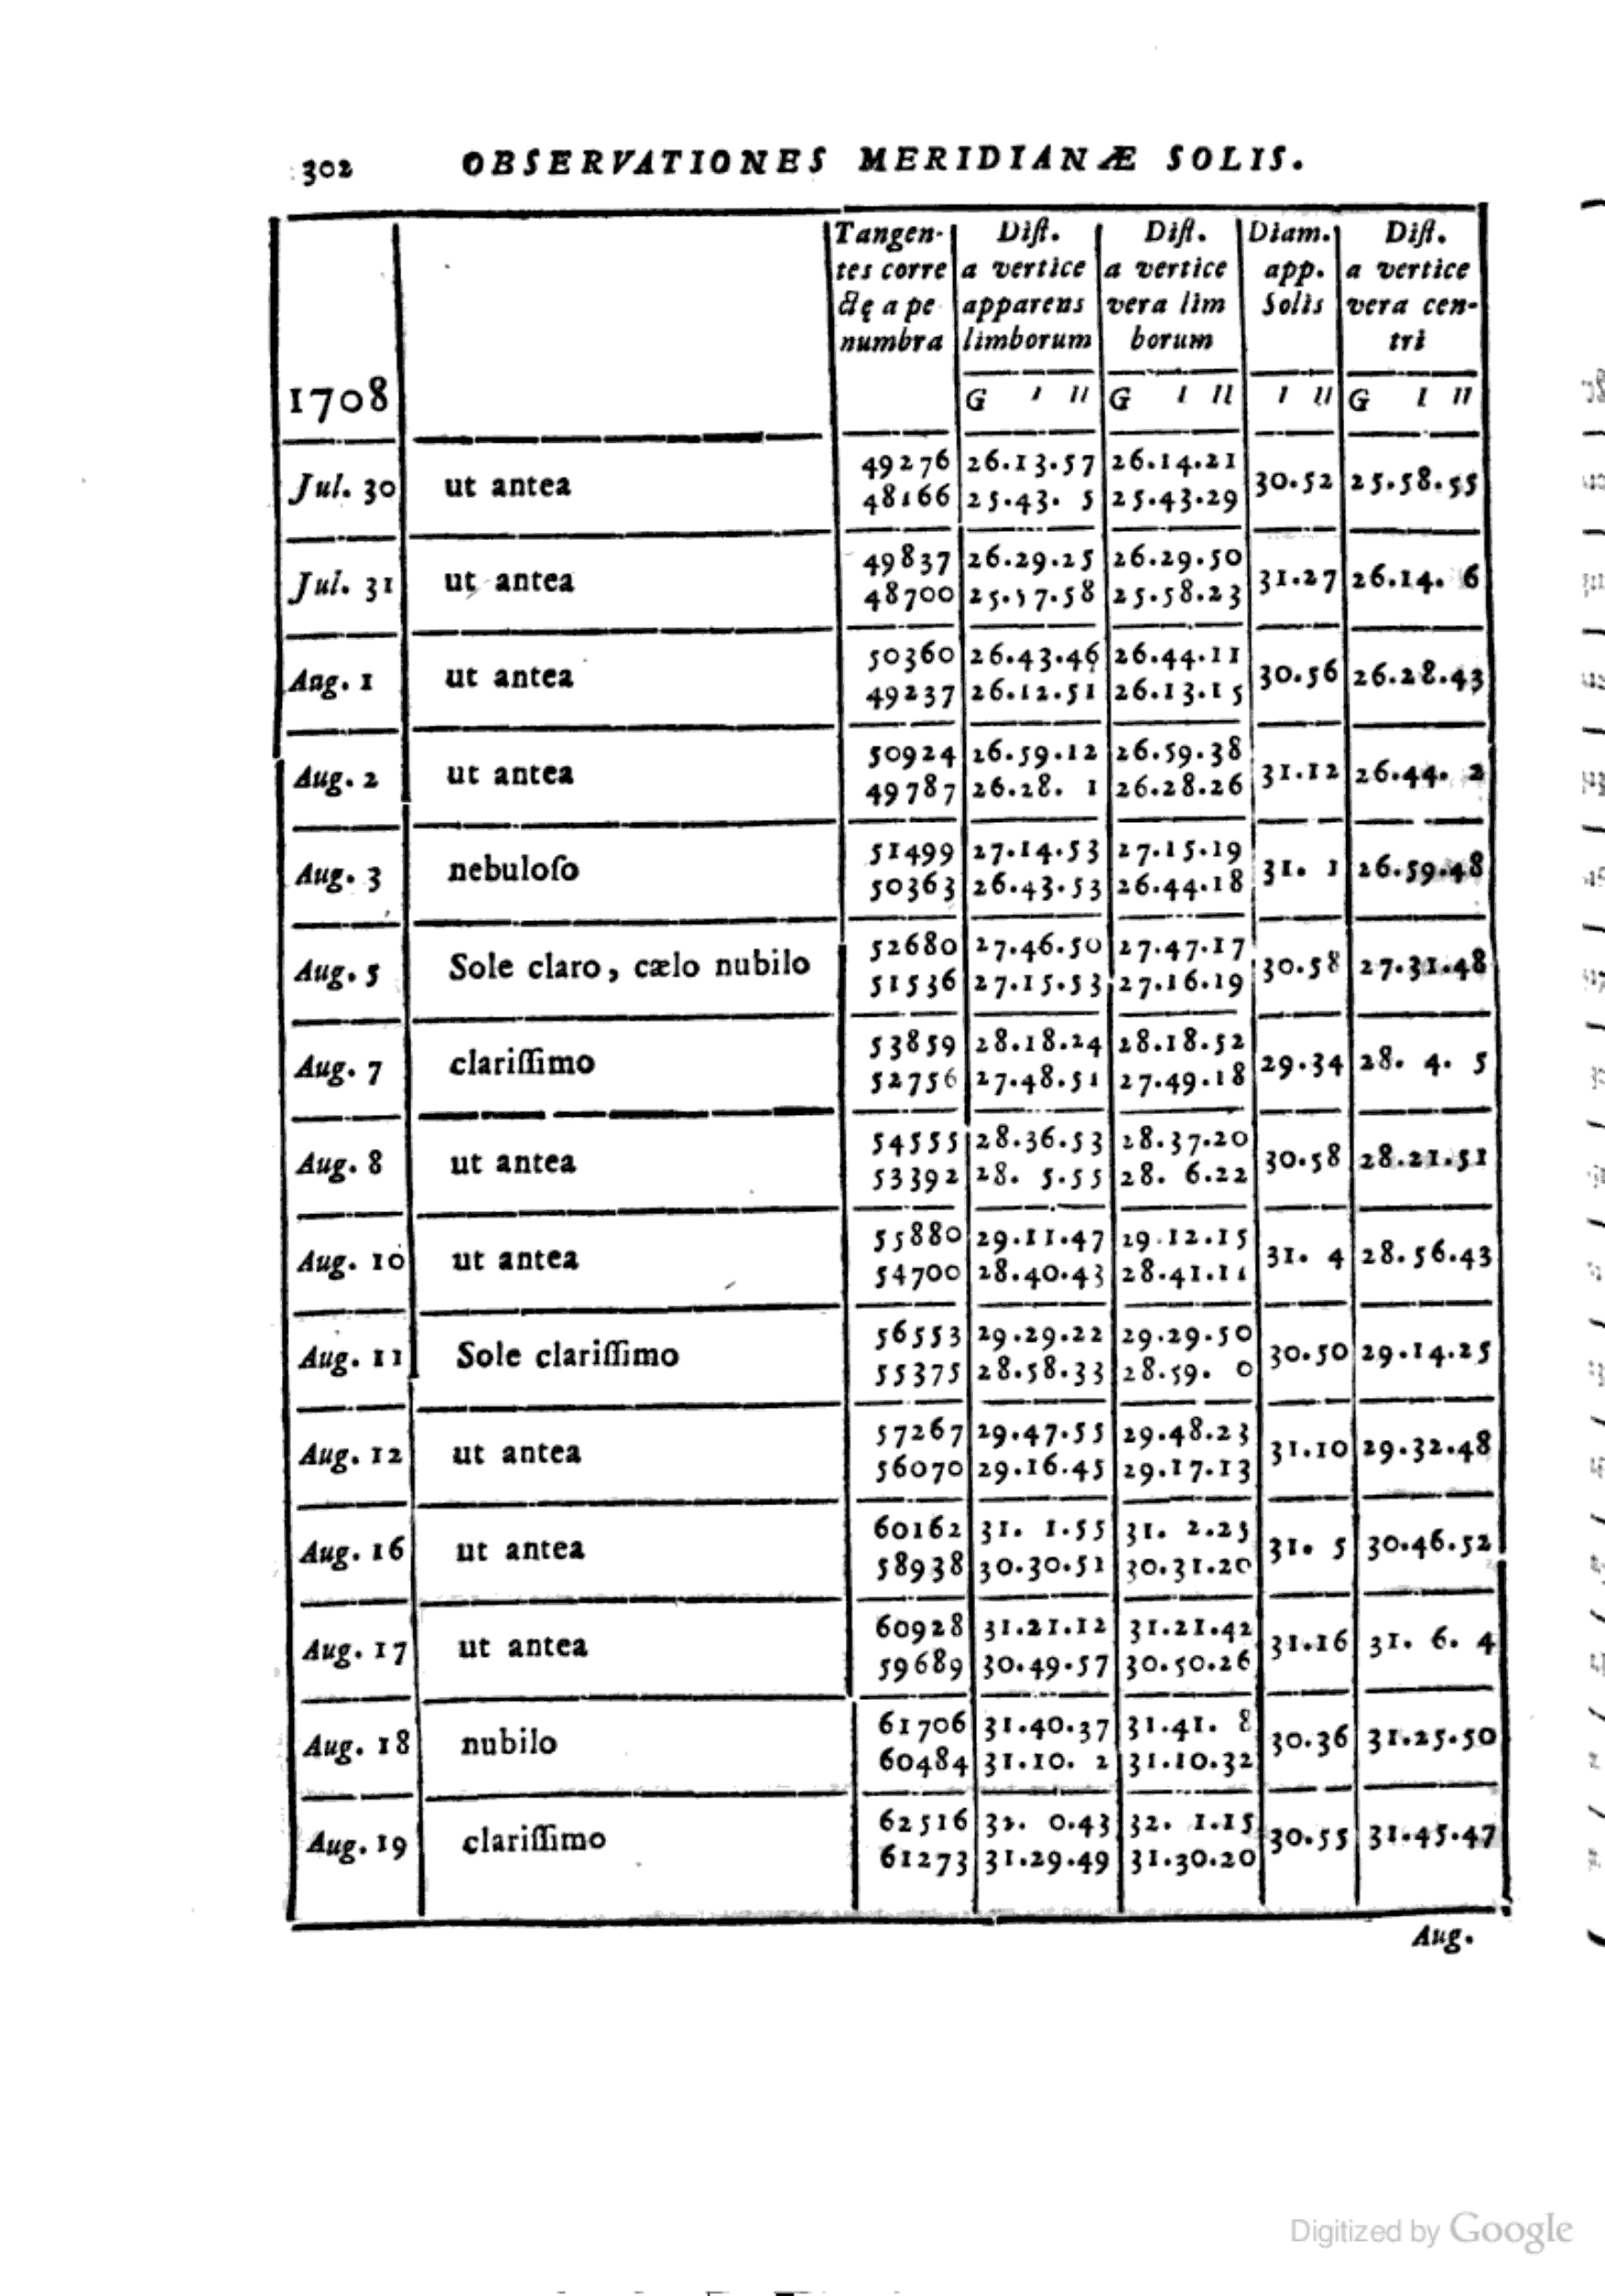 302 OBSERVATIONES MERIDIANÆ SOLIS.
Tangen- Diſt. Diſt. Diam. Diſt.
tes corre a vertice a vertice app. a vertice
ctę a pe apparens vera lim Solis vera cen-
numbra limborum borum tri
1708 G I II G I II I II G I II
49276 26.13.57 26.14.21
Jul. 30 ut antea 30.52 25.58.55
48166 25.43. 5 25.43.29
49837 26.29.25 26.29.50
Jul. 31 ut antea 31.27 26.14. 6
48700 25.57.58 25.58.23
50360 26.43.46 26.44.11
Aug. 1 ut antea 30.56 26.28.43
49237 26.12.51 26.13.15
50924 26.59.12 26.59.38
Aug. 2 ut antea 31.12 26.44. 2
49787 26.28. 1 26.28.26
51499 27.14.53 27.15.19
Aug. 3 nebuloſo 31. 1 26.59.48
50363 26.43.53 26.44.18
52680 27.46.50 27.47.17
Aug. 5 Sole claro, cælo nubilo 30.58 27.31.48
51536 27.15.53 27.16.19
53859 28.18.24 28.18.52
Aug. 7 clariſſimo 29.34 28. 4. 5
52756 27.48.51 27.49.18
54555 28.36.53 28.37.20
Aug. 8 ut antea 30.58 28.21.51
53392 28. 5.55 28. 6.22
55880 29.11.47 29.12.15
Aug. 10 ut antea 31. 4 28.56.43
54700 28.40.43 28.41.11
56553 29.29.22 29.29.50
Aug. 11 Sole clariſſimo 30.50 29.14.25
55375 28.58.33 28.59. 0
57267 29.47.55 29.48.23
Aug. 12 ut antea 31.10 29.32.48
56070 29.16.45 29.17.13
60162 31. 1.55 31. 2.25
Aug. 16 ut antea 31. 5 30.46.52
58938 30.30.51 30.31.20
60928 31.21.12 31.21.42
Aug. 17 ut antea 31.16 31. 6. 4
59689 30.49.57 30.50.26
61706 31.40.37 31.41. 8
Aug. 18 nubilo 30.36 31.25.50
60484 31.10. 2 31.10.32
62516 32. 0.43 32. 1.15
Aug. 19 clariſſimo 30.55 31.45.47
61273 31.29.49 31.30.20
Aug.
Digitized by Google